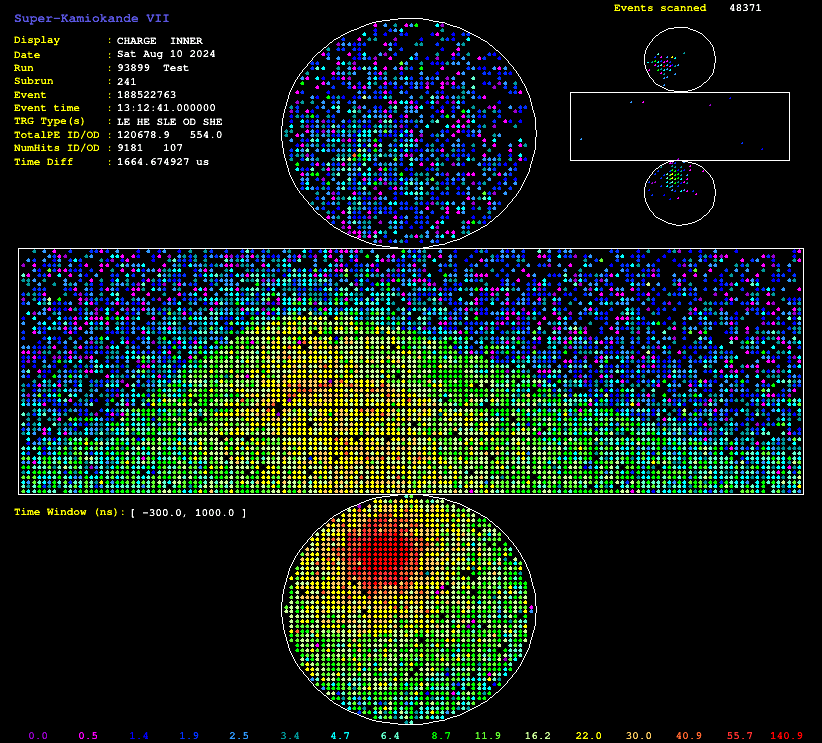 Super-Kamiokande VII
Events scanned 48371
Display : CHARGE INNER
Date : Sat Aug 10 2024
Run : 93899 Test
Subrun : 241
Event : 188522763
Event time : 13:12:41.000000
TRG Type(s) : LE HE SLE OD SHE
TotalPE ID/OD : 120678.9 554.0
NumHits ID/OD : 9181 107
Time Diff : 1664.674927 us
Time Window (ns): [ -300.0, 1000.0 ]
0.0 0.5 1.4 1.9 2.5 3.4 4.7 6.4 8.7 11.9 16.2 22.0 30.0 40.9 55.7 140.9